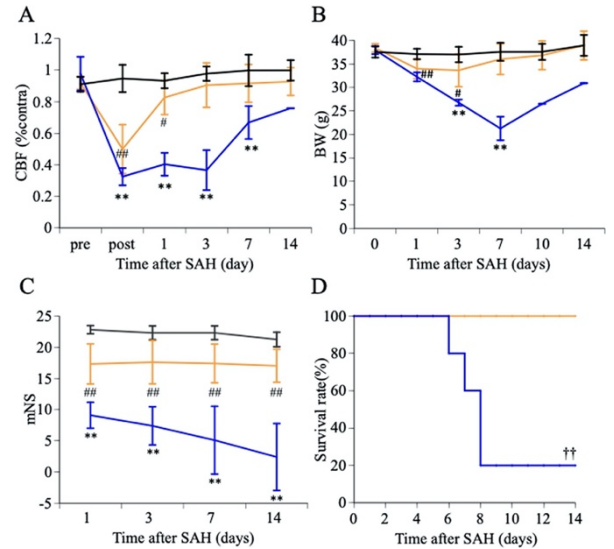 A
CBF (%contra)
1.2
1
0.8
0.6
0.4
0.2
0
##
#
**
**
**
**
pre post 1 3 7 14
Time after SAH (day)
B
BW (g)
40
35
30
25
20
15
10
5
0
##
#
**
**
0 1 3 7 10 14
Time after SAH (days)
C
mNS
25
20
15
10
5
0
-5
## ## ## ##
**
**
**
**
1 3 7 14
Time after SAH (days)
D
Survival rate(%)
100
80
60
40
20
0
††
0 2 4 6 8 10 12 14
Time after SAH (days)